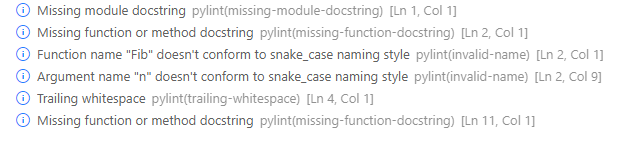 Missing module docstring pylint(missing-module-docstring) [Ln 1, Col 1]
Missing function or method docstring pylint(missing-function-docstring) [Ln 2, Col 1]
Function name "Fib" doesn't conform to snake_case naming style pylint(invalid-name) [Ln 2, Col 1]
Argument name "n" doesn't conform to snake_case naming style pylint(invalid-name) [Ln 2, Col 9]
Trailing whitespace pylint(trailing-whitespace) [Ln 4, Col 1]
Missing function or method docstring pylint(missing-function-docstring) [Ln 11, Col 1]